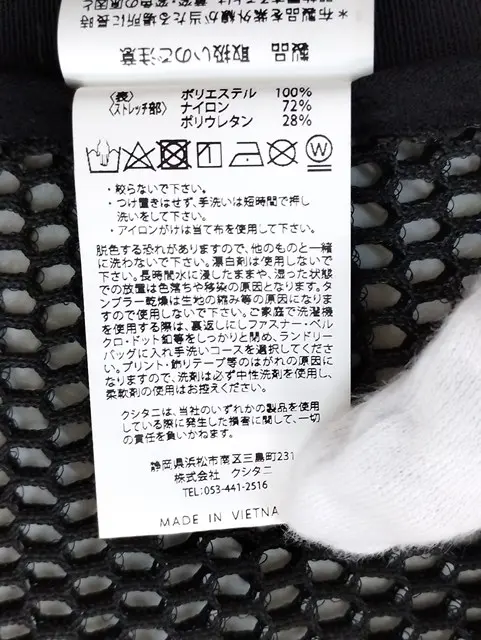 *布製品を紫外線が当たる場所に長時
製品 取扱いのご注意
〈表〉 ポリエステル 100%
〈ストレッチ部〉 ナイロン 72%
ポリウレタン 28%
・絞らないで下さい。
・つけ置きはせず、手洗いは短時間で押し
洗いをして下さい。
・アイロンがけは当て布を使用して下さい。
脱色する恐れがありますので、他のものと一緒
に洗わないで下さい。漂白剤は使用しないで
下さい。長時間水に浸したままや、湿った状態
での放置は色落ちや移染の原因となります。タ
ンブラー乾燥は生地の縮み等の原因になりま
すので使用しないで下さい。ご家庭で洗濯機
を使用する際は、裏返しにしファスナー・ベル
クロ・ドット釦等をしっかりと閉め、ランドリー
バッグに入れ手洗いコースを選択してくださ
い。プリント・飾りテープ等のはがれの原因に
なりますので、洗剤は必ず中性洗剤を使用し、
柔軟剤の使用はお控えください。
クシタニは、当社のいずれかの製品を使用
している際に発生した損害に関して、一切
の責任を負いかねます。
静岡県浜松市南区三島町231
株式会社 クシタニ
TEL:053-441-2516
MADE IN VIETNA